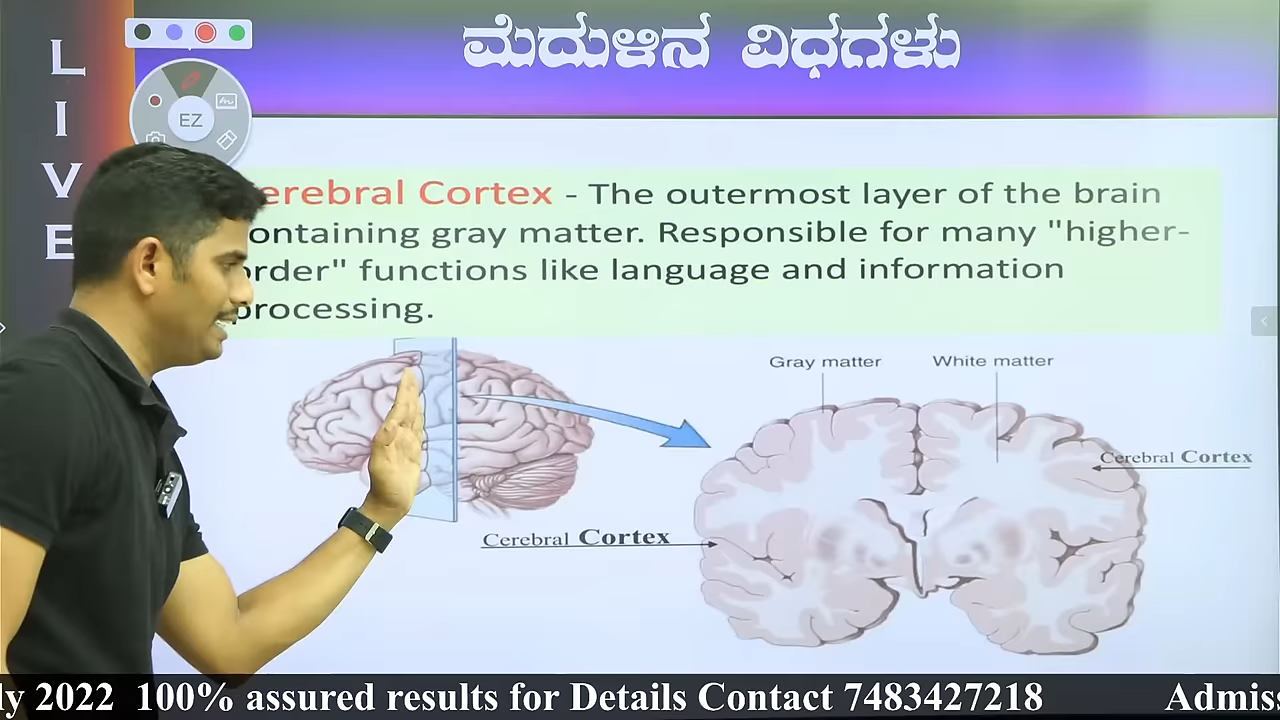 LIVE
EZ
ಮೆದುಳಿನ ವಿಧಗಳು
erebral Cortex - The outermost layer of the brain
ontaining gray matter. Responsible for many "higher-
order" functions like language and information
processing.
Gray matter
White matter
Cerebral Cortex
Cerebral Cortex
ly 2022 100% assured results for Details Contact 7483427218 Admiss